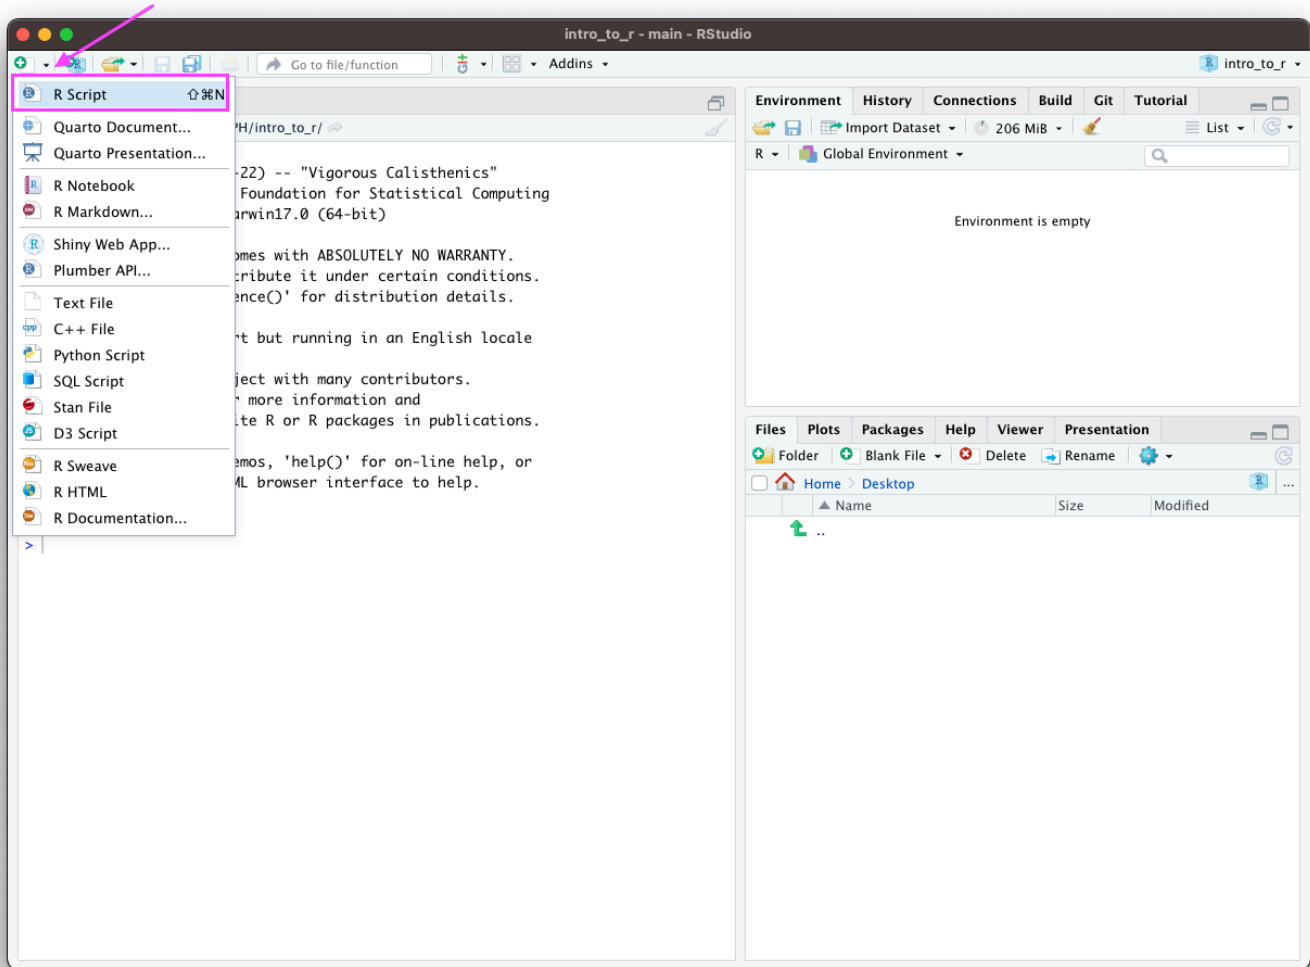 intro_to_r - main - RStudio
Go to file/function
Addins
intro_to_r
R Script ⇧⌘N
Quarto Document...
Quarto Presentation...
R Notebook
R Markdown...
Shiny Web App...
Plumber API...
Text File
C++ File
Python Script
SQL Script
Stan File
D3 Script
R Sweave
R HTML
R Documentation...
PH/intro_to_r/
-22) -- "Vigorous Calisthenics"
Foundation for Statistical Computing
arwin17.0 (64-bit)
omes with ABSOLUTELY NO WARRANTY.
tribute it under certain conditions.
ence()' for distribution details.
rt but running in an English locale
ject with many contributors.
r more information and
ite R or R packages in publications.
emos, 'help()' for on-line help, or
ML browser interface to help.
>
Environment History Connections Build Git Tutorial
Import Dataset 206 MiB List
R Global Environment
Environment is empty
Files Plots Packages Help Viewer Presentation
Folder Blank File Delete Rename
Home Desktop ...
Name Size Modified
..